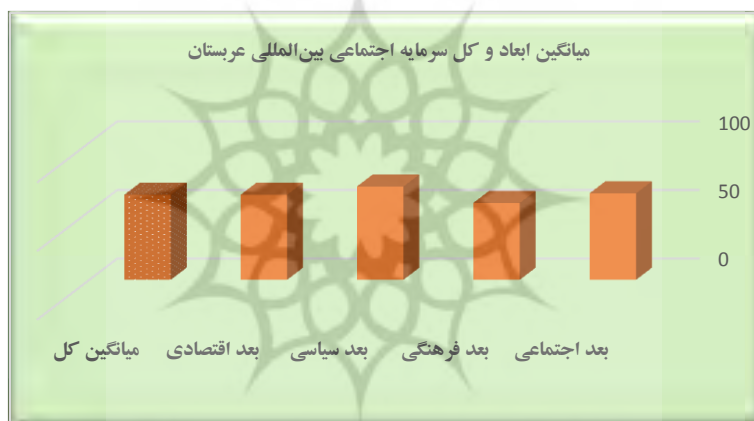 میانگین ابعاد و کل سرمایه اجتماعی بین‌المللی عربستان
100
50
0
بعد اجتماعی بعد فرهنگی بعد سیاسی بعد اقتصادی میانگین کل